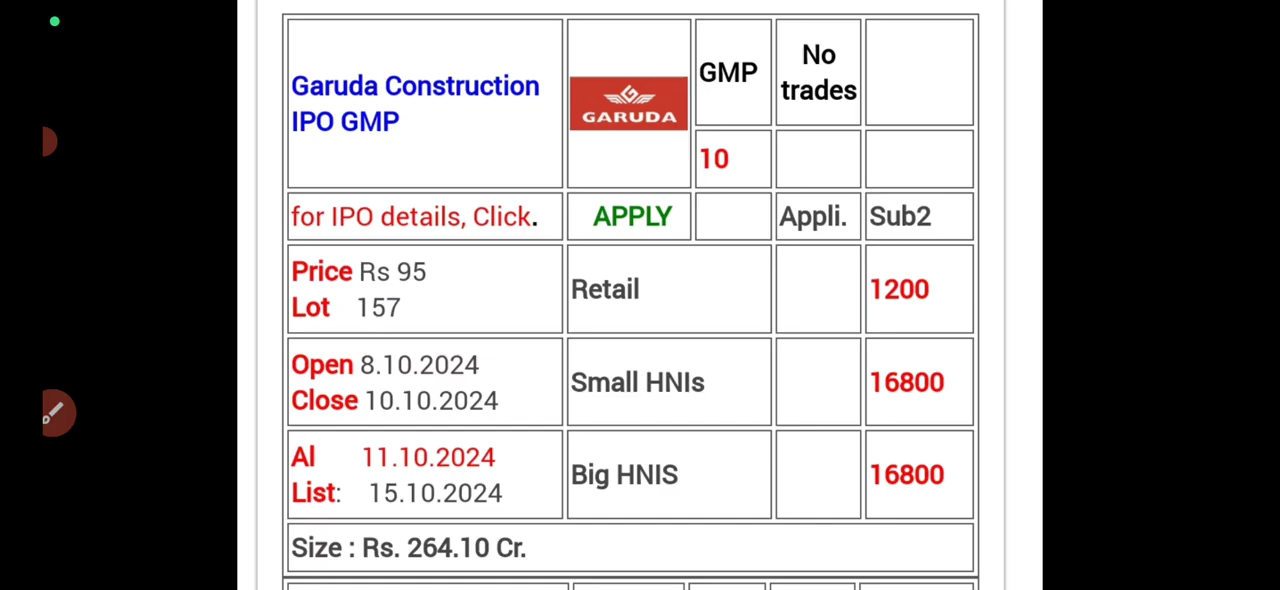 Garuda Construction
IPO GMP
GARUDA
GMP
No
trades
10
for IPO details, Click.
APPLY
Appli.
Sub2
Price Rs 95
Lot 157
Retail
1200
Open 8.10.2024
Close 10.10.2024
Small HNIs
16800
Al 11.10.2024
List: 15.10.2024
Big HNIS
16800
Size : Rs. 264.10 Cr.